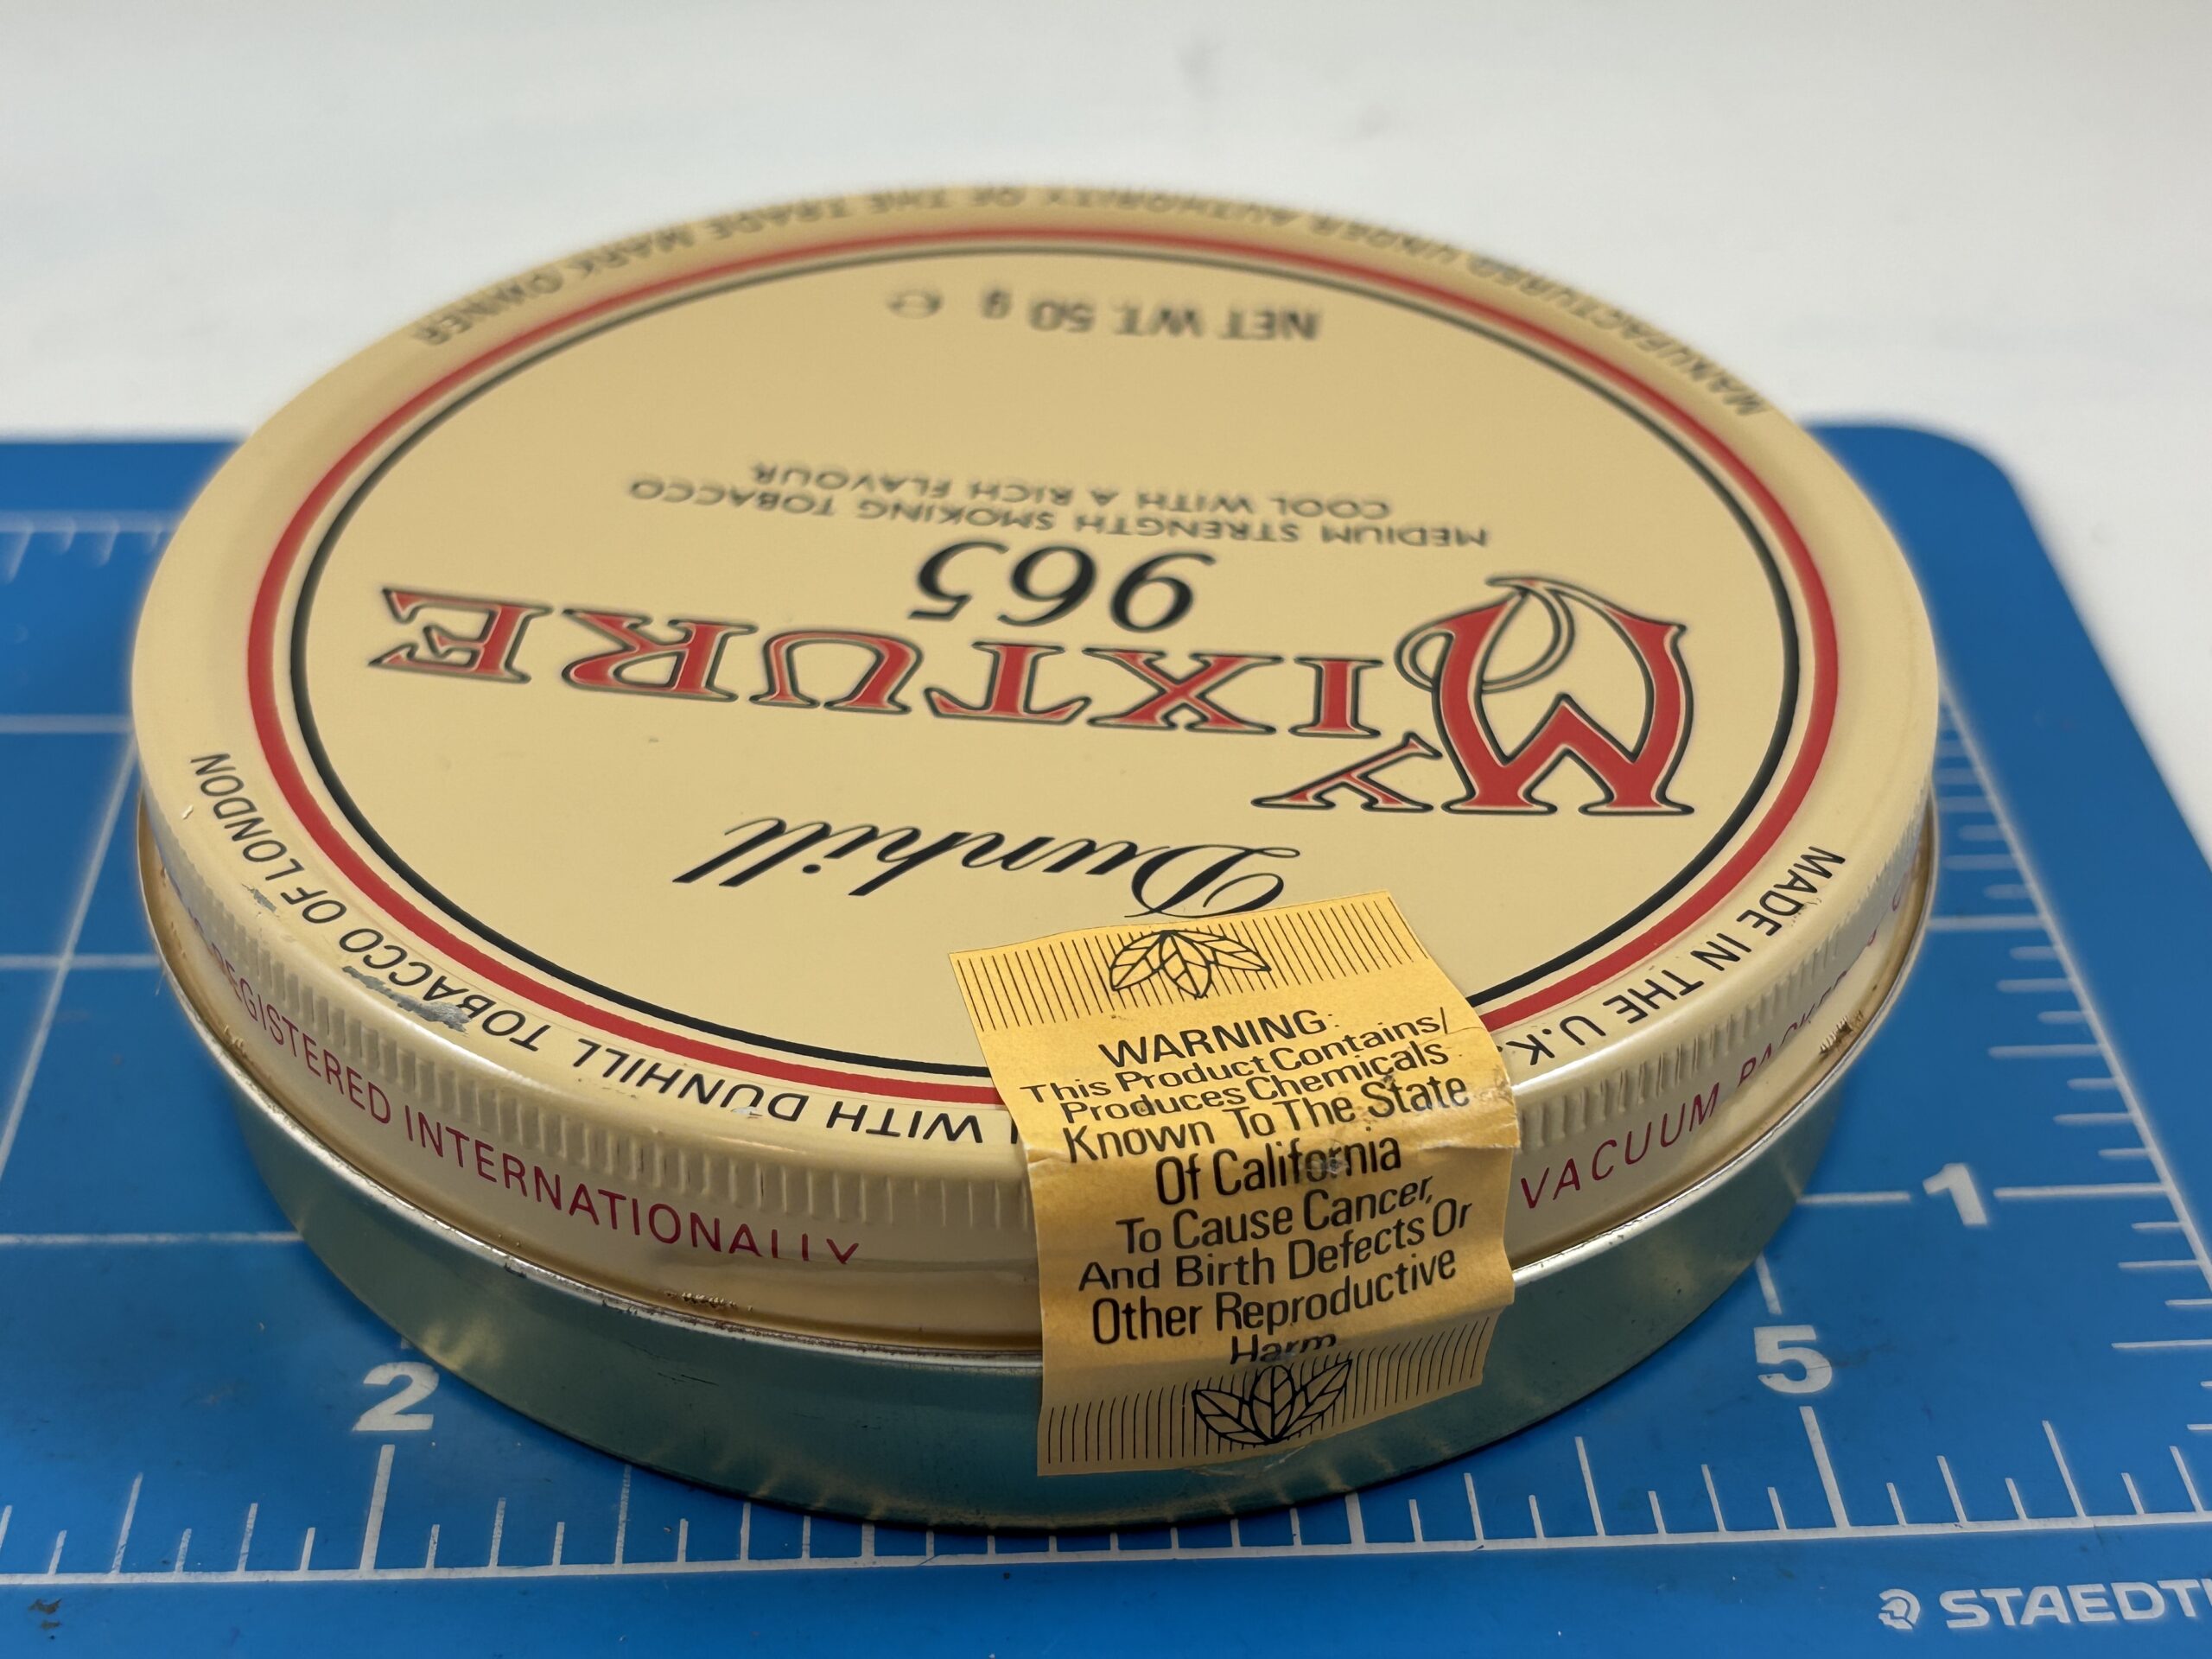 Dunhill
MY
MIXTURE
965
MEDIUM STRENGTH SMOKING TOBACCO
COOL WITH A RICH FLAVOUR
NET WT. 50 g ℮
MANUFACTURED UNDER AUTHORITY OF THE TRADE MARK OWNER
WITH DUNHILL TOBACCO OF LONDON
MADE IN THE U.K.
REGISTERED INTERNATIONALLY
VACUUM
WARNING:
This Product Contains/
Produces Chemicals
Known To The State
Of California
To Cause Cancer,
And Birth Defects Or
Other Reproductive
Harm
1
2
5